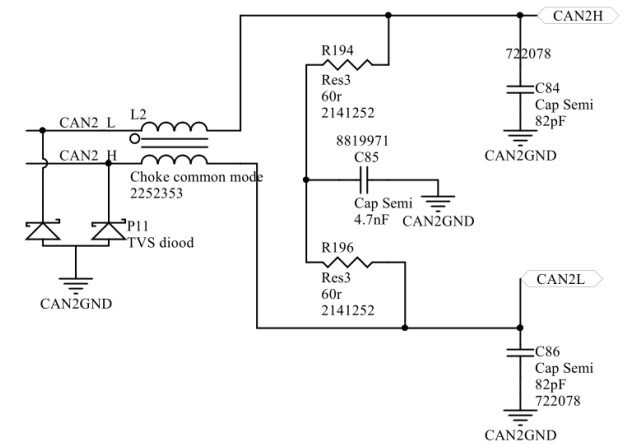 CAN2H
R194
722078
Res3
60r
2141252
C84
Cap Semi
82pF
CAN2GND
L2
CAN2_L
CAN2_H
Choke common mode
2252353
8819971
C85
Cap Semi
4.7nF
CAN2GND
P11
TVS diood
CAN2GND
R196
Res3
60r
2141252
CAN2L
C86
Cap Semi
82pF
722078
CAN2GND